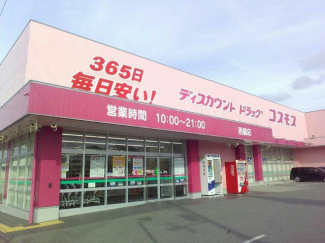 365日
毎日安い!
ディスカウント ドラッグ コスモス
営業時間 10:00~21:00